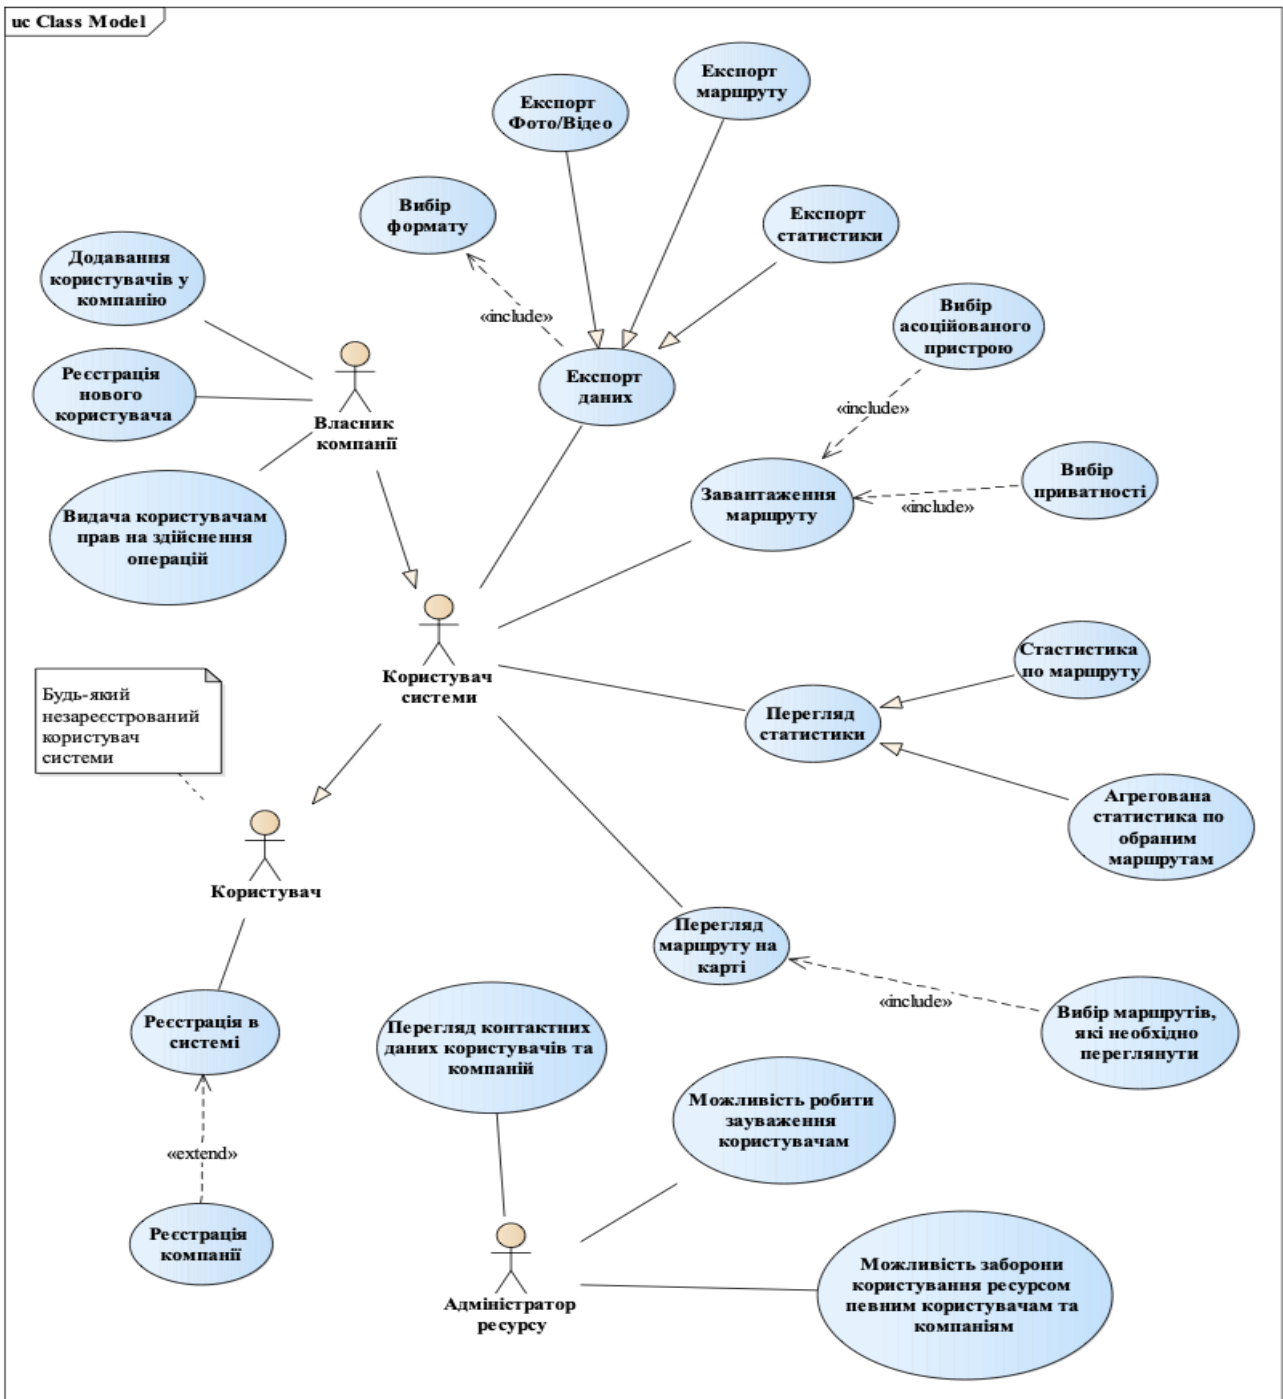 uc Class Model
Експорт
маршруту
Експорт
Фото/Відео
Вибір
формату
Експорт
статистики
Додавання
користувачів у
компанію
«include»
Вибір
асоційованого
пристрою
Реєстрація
нового
користувача
Експорт
даних
«include»
Власник
компанії
Вибір
приватності
Завантаження
маршруту
«include»
Видача користувачам
прав на здійснення
операцій
Користувач
системи
Стастистика
по маршруту
Будь-який
незареєстрований
користувач
системи
Перегляд
статистики
Агрегована
статистика по
обраним
маршрутам
Користувач
Перегляд
маршруту на
карті
«include»
Вибір маршрутів,
які необхідно
переглянути
Реєстрація в
системі
Перегляд контактних
даних користувачів та
компаній
Можливість робити
зауваження
користувачам
«extend»
Реєстрація
компанії
Адміністратор
ресурсу
Можливість заборони
користування ресурсом
певним користувачам та
компаніям